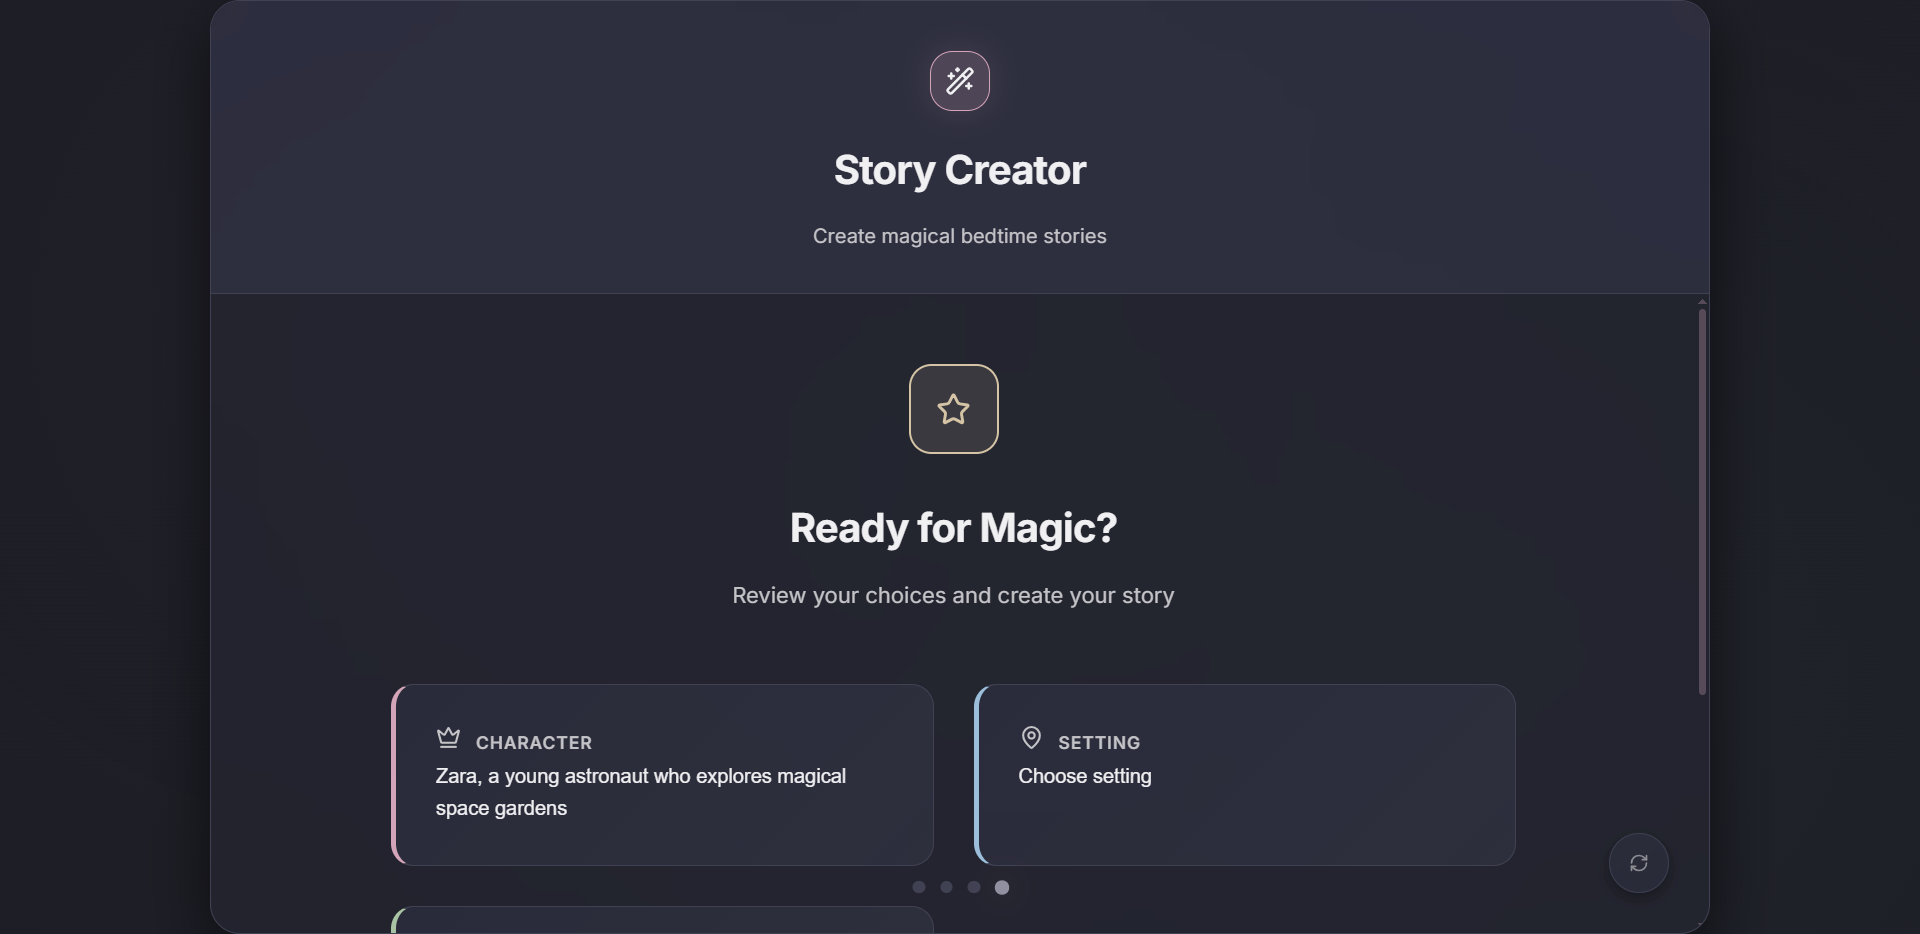 Story Creator
Create magical bedtime stories
Ready for Magic?
Review your choices and create your story
CHARACTER
Zara, a young astronaut who explores magical
space gardens
SETTING
Choose setting